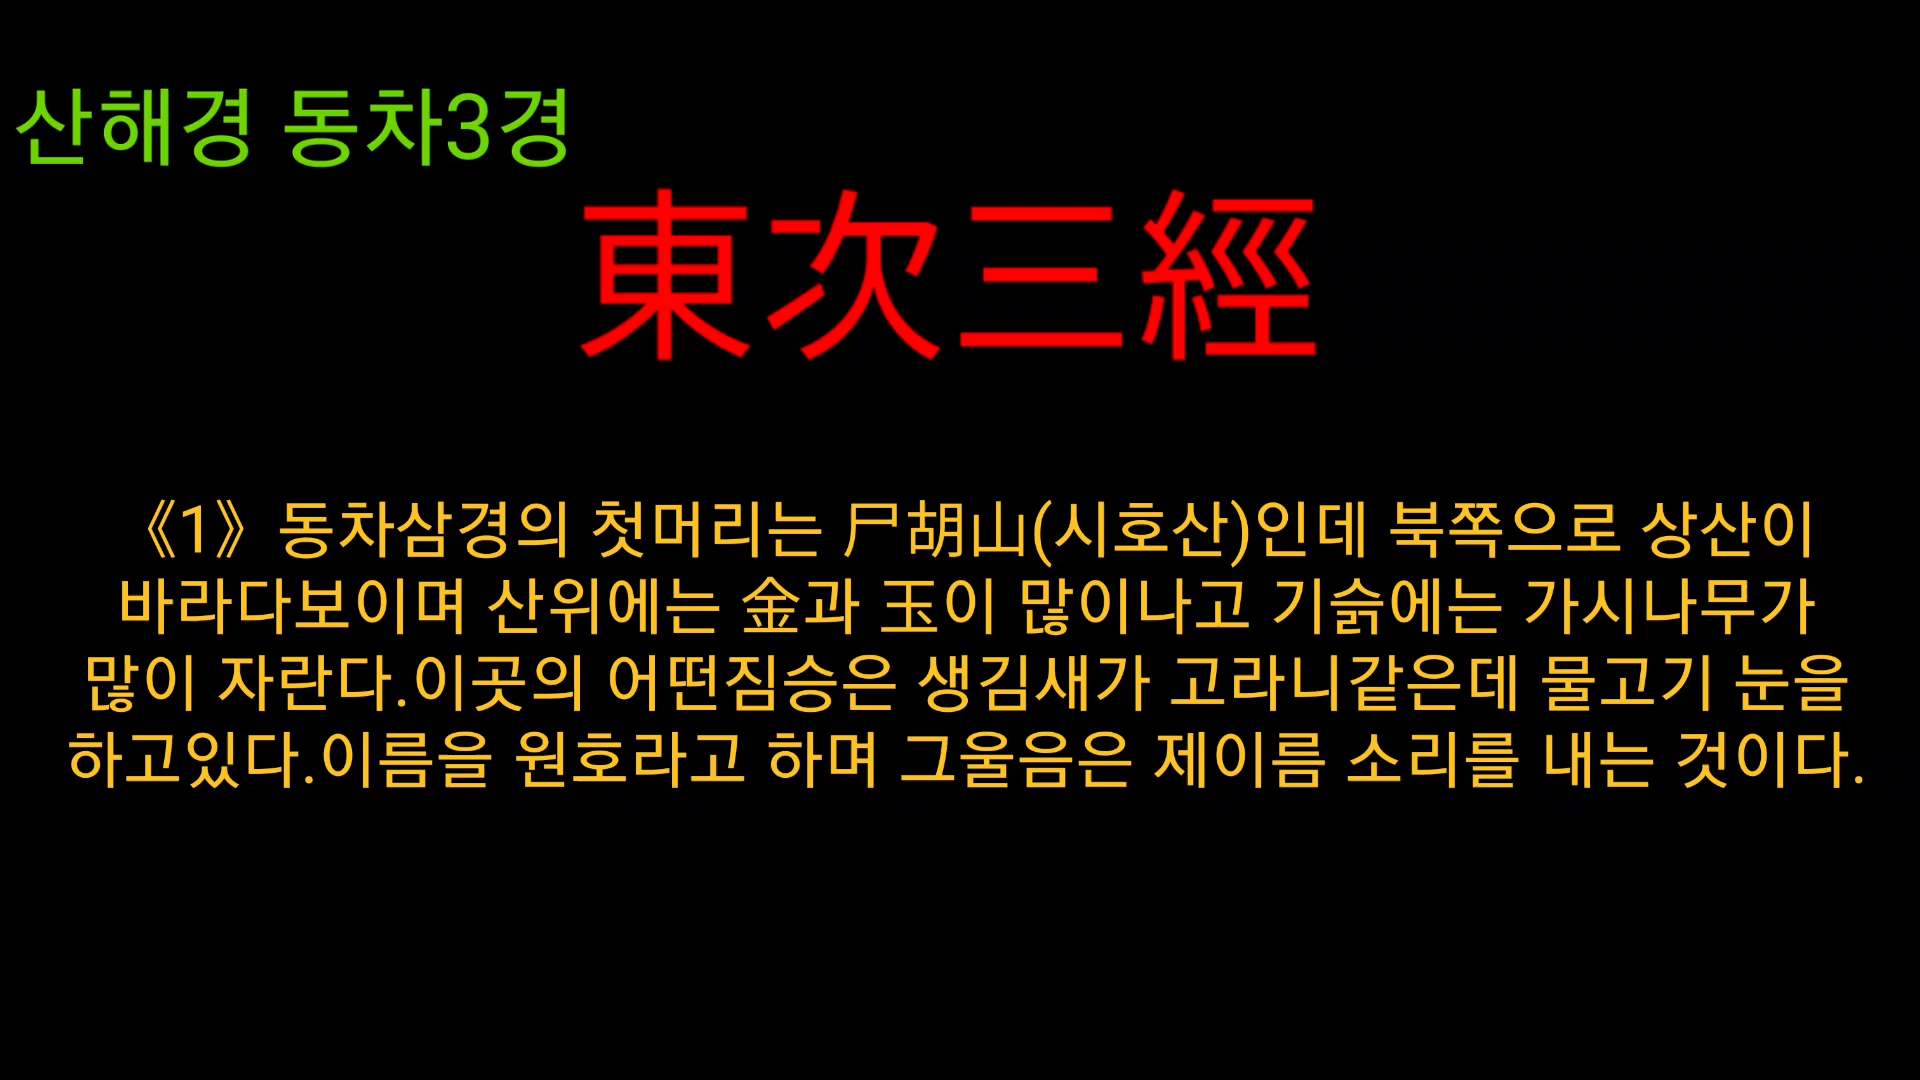 산해경 동차3경
東次三經
《1》동차삼경의 첫머리는 尸胡山(시호산)인데 북쪽으로 상산이
바라다보이며 산위에는 金과 玉이 많이나고 기슭에는 가시나무가
많이 자란다.이곳의 어떤짐승은 생김새가 고라니같은데 물고기 눈을
하고있다.이름을 원호라고 하며 그울음은 제이름 소리를 내는 것이다.